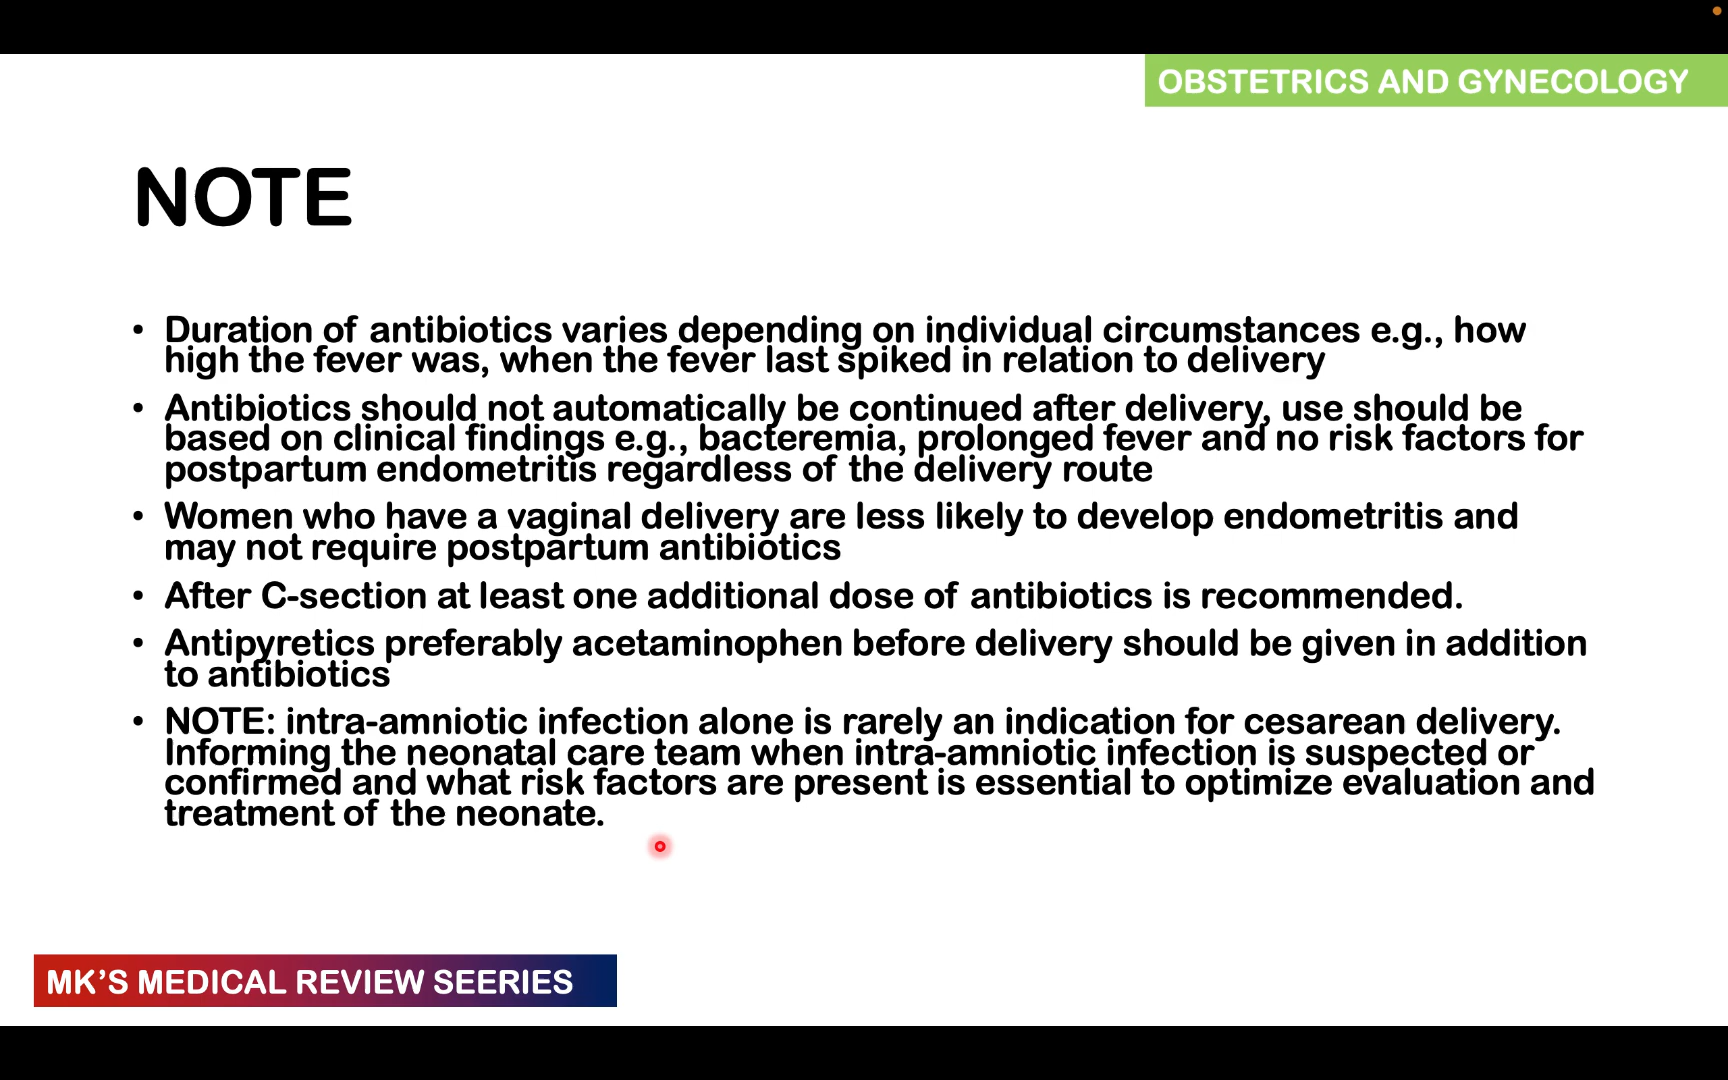 OBSTETRICS AND GYNECOLOGY
NOTE
• Duration of antibiotics varies depending on individual circumstances e.g., how
high the fever was, when the fever last spiked in relation to delivery
• Antibiotics should not automatically be continued after delivery, use should be
based on clinical findings e.g., bacteremia, prolonged fever and no risk factors for
postpartum endometritis regardless of the delivery route
• Women who have a vaginal delivery are less likely to develop endometritis and
may not require postpartum antibiotics
• After C-section at least one additional dose of antibiotics is recommended.
• Antipyretics preferably acetaminophen before delivery should be given in addition
to antibiotics
• NOTE: intra-amniotic infection alone is rarely an indication for cesarean delivery.
Informing the neonatal care team when intra-amniotic infection is suspected or
confirmed and what risk factors are present is essential to optimize evaluation and
treatment of the neonate.
MK'S MEDICAL REVIEW SEERIES